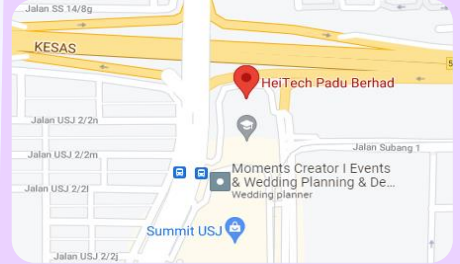 Jalan SS 14/8g
KESAS
5
HeiTech Padu Berhad
Jalan USJ 2/2n
Jalan Subang 1
Jalan USJ 2/2m
Moments Creator I Events
& Wedding Planning & De...
Wedding planner
Jalan USJ 2/2l
Summit USJ
Jalan USJ 2/2j